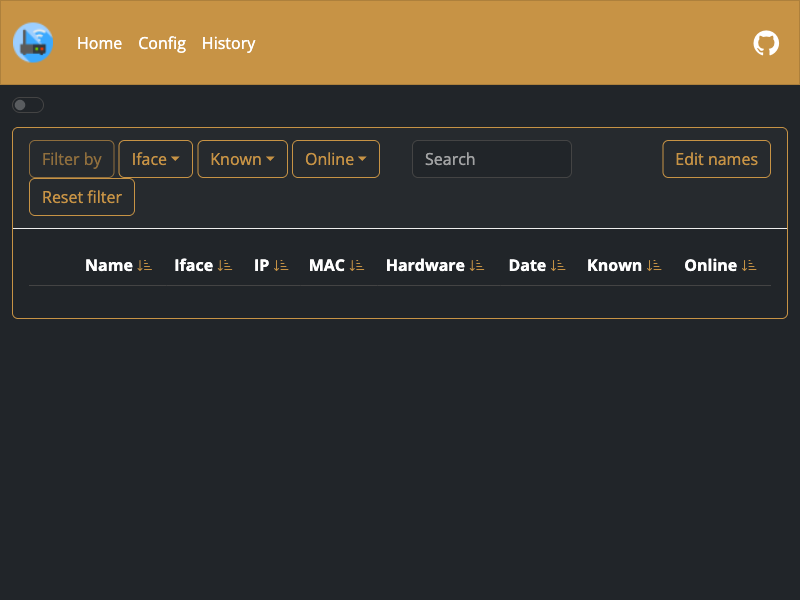 Home Config History
Filter by Iface Known Online Search Edit names
Reset filter
Name Iface IP MAC Hardware Date Known Online